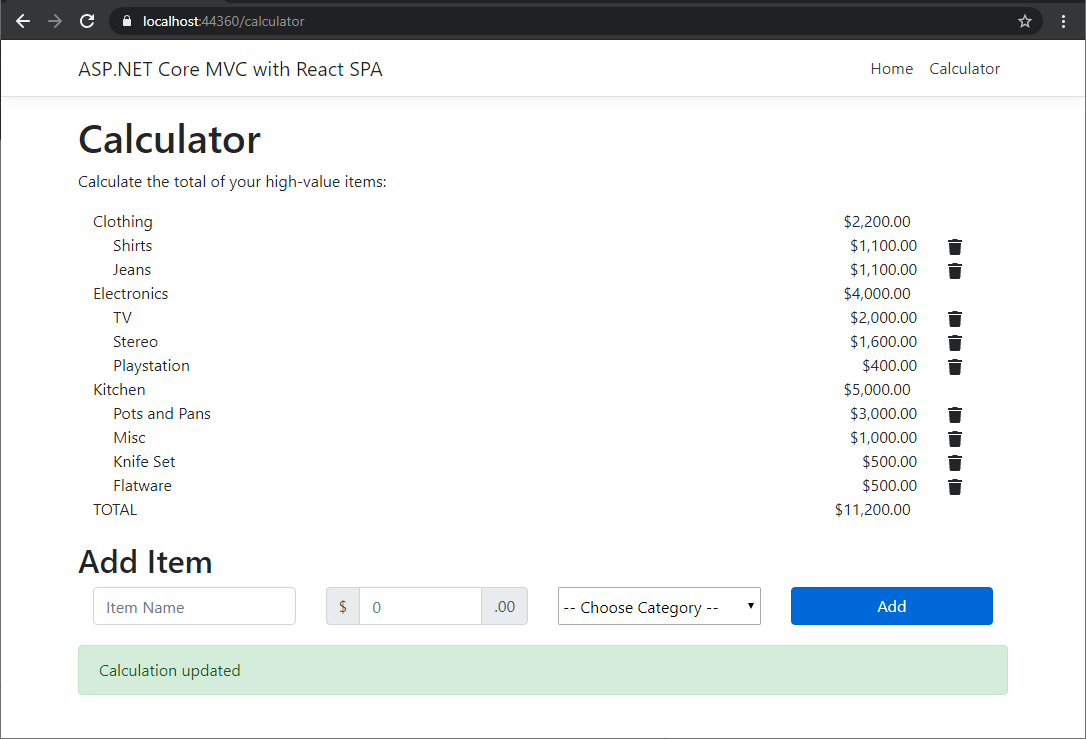 localhost:44360/calculator
ASP.NET Core MVC with React SPA Home Calculator
Calculator
Calculate the total of your high-value items:
Clothing $2,200.00
Shirts $1,100.00
Jeans $1,100.00
Electronics $4,000.00
TV $2,000.00
Stereo $1,600.00
Playstation $400.00
Kitchen $5,000.00
Pots and Pans $3,000.00
Misc $1,000.00
Knife Set $500.00
Flatware $500.00
TOTAL $11,200.00
Add Item
Item Name $ 0 .00 -- Choose Category -- Add
Calculation updated